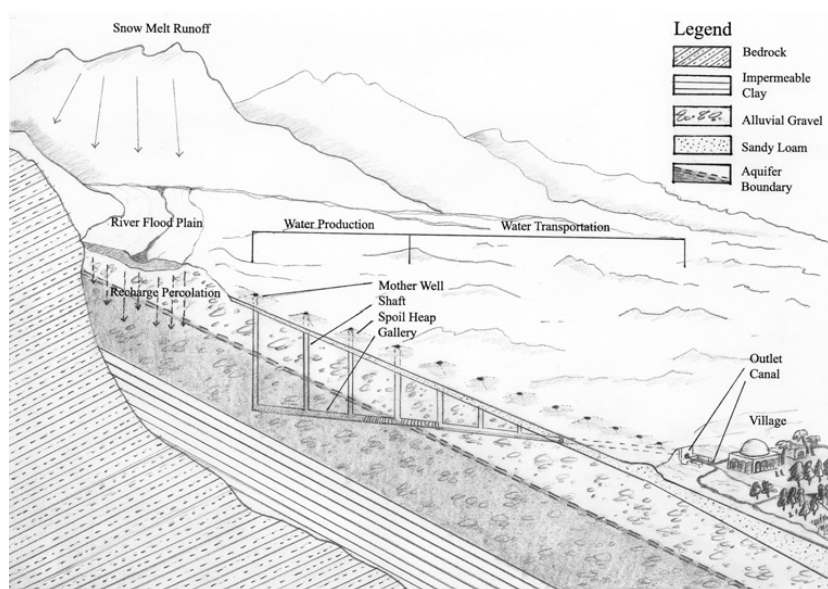 Snow Melt Runoff
Legend
Bedrock
Impermeable
Clay
Alluvial Gravel
Sandy Loam
Aquifer
Boundary
River Flood Plain
Water Production
Water Transportation
Recharge Percolation
Mother Well
Shaft
Spoil Heap
Gallery
Outlet
Canal
Village